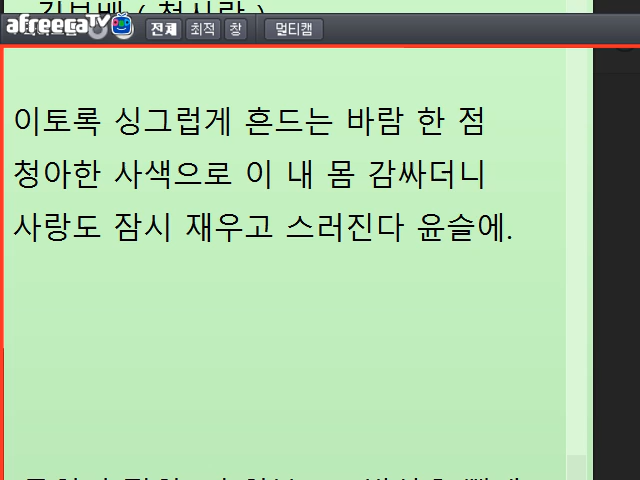 afreecaTV
전체 최적 창 멀티캠
이토록 싱그럽게 흔드는 바람 한 점
청아한 사색으로 이 내 몸 감싸더니
사랑도 잠시 재우고 스러진다 윤슬에.